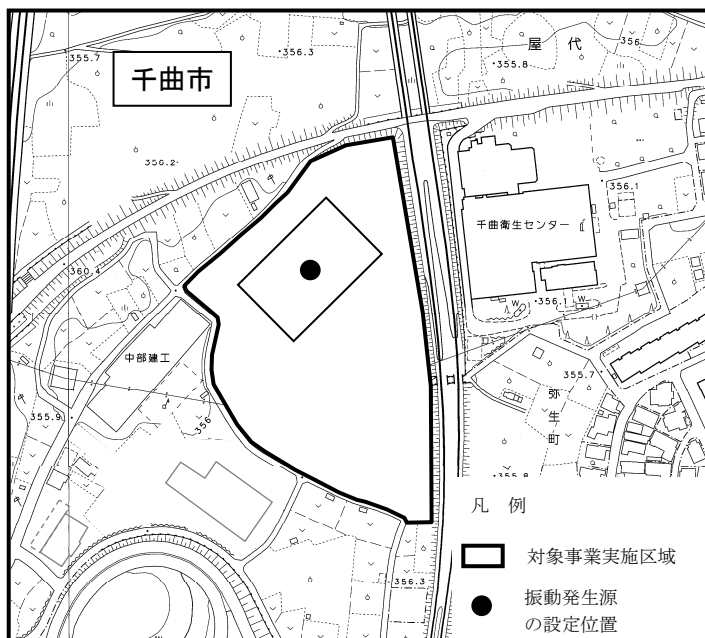 屋代
356
355.7
356.3
355.8
千曲市
356.2
356.1
千曲衛生センター
360.4
W
W
356.1
中部建工
355.7
355.9
356
弥生町
355.8
凡 例
対象事業実施区域
356.3
振動発生源
の設定位置